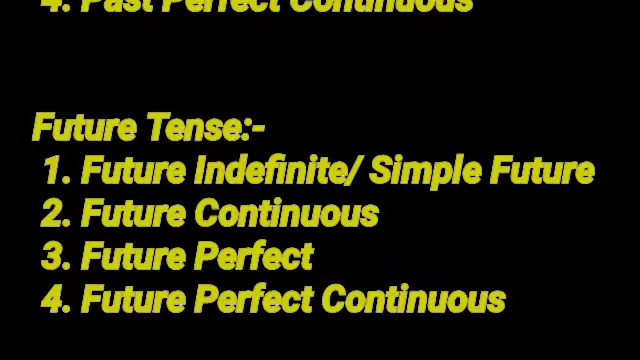 4. Past Perfect Continuous
Future Tense:-
1. Future Indefinite/ Simple Future
2. Future Continuous
3. Future Perfect
4. Future Perfect Continuous